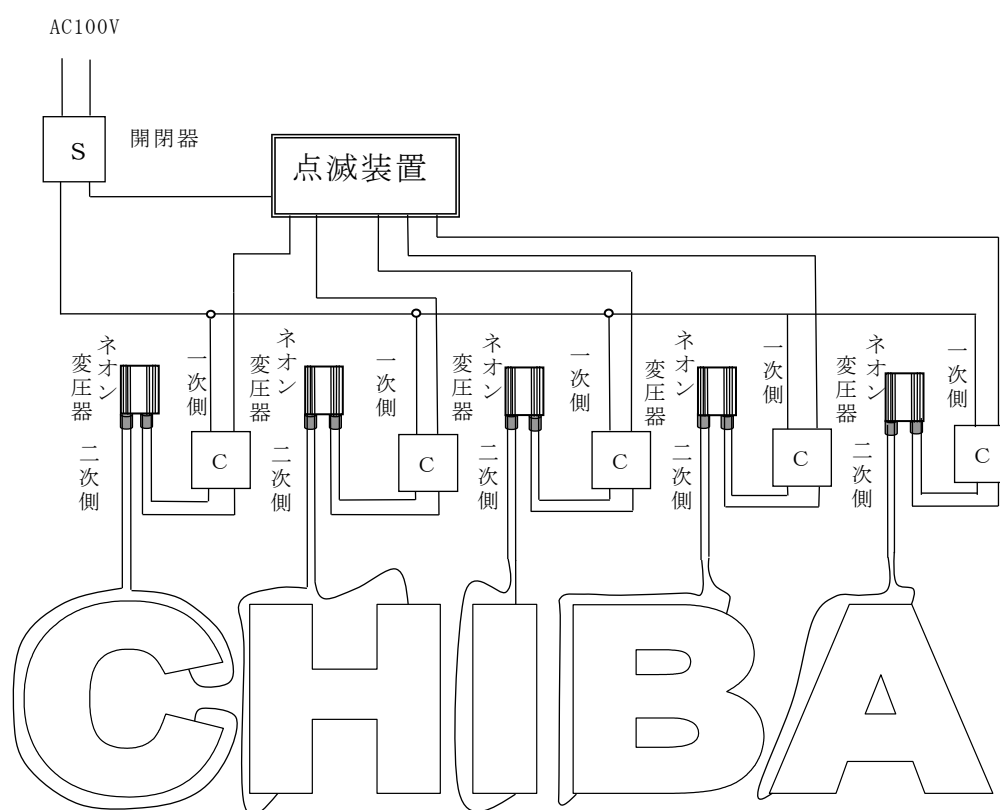 AC100V
S
開閉器
点滅装置
ネオン
変圧器
一次側
二次側
C
ネオン
変圧器
一次側
二次側
C
ネオン
変圧器
一次側
二次側
C
ネオン
変圧器
一次側
二次側
C
ネオン
変圧器
一次側
二次側
C
CHIBA